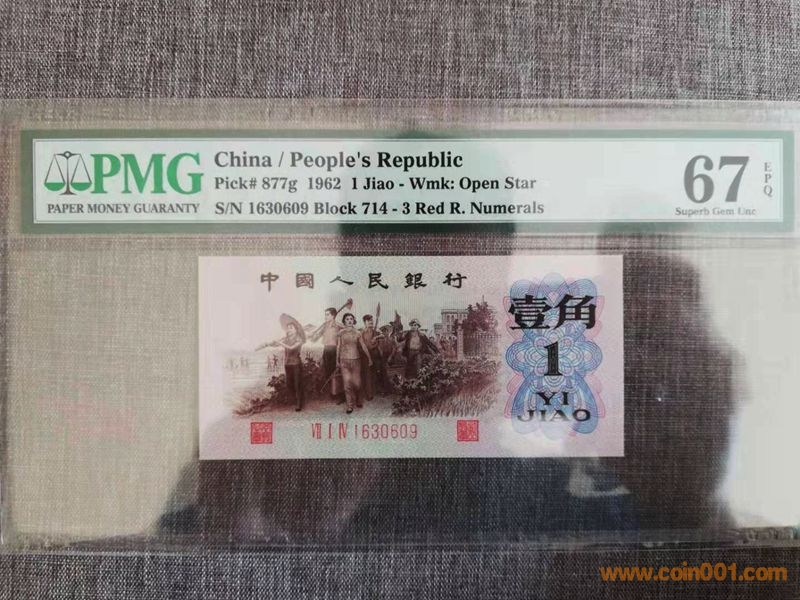 PMG
PAPER MONEY GUARANTY
China / People's Republic
Pick# 877g 1962 1 Jiao - Wmk: Open Star
S/N 1630609 Block 714 - 3 Red R. Numerals
67 EPQ
Superb Gem Unc
中國人民銀行
壹角
1
YI
JIAO
VII I IV 1630609
www.coin001.com